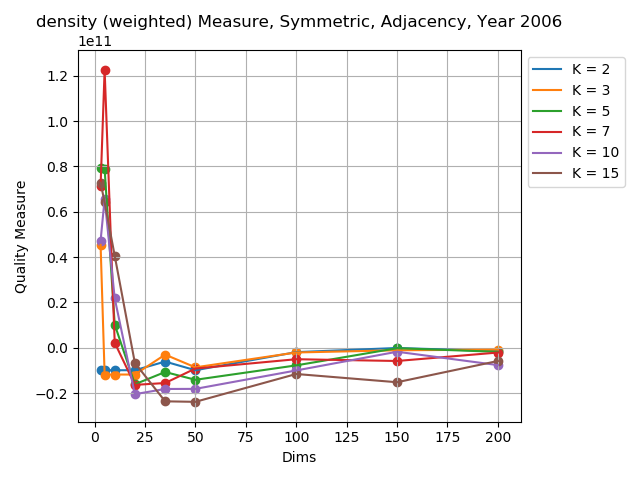 density (weighted) Measure, Symmetric, Adjacency, Year 2006
1e11
1.2
1.0
0.8
0.6
0.4
0.2
0.0
−0.2
Quality Measure
0 25 50 75 100 125 150 175 200
Dims
K = 2
K = 3
K = 5
K = 7
K = 10
K = 15